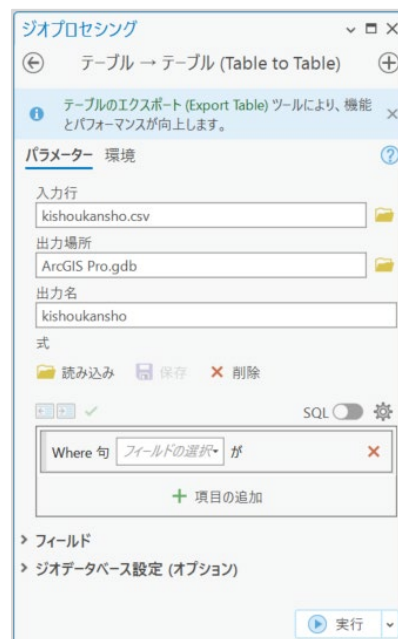 ジオプロセシング
テーブル → テーブル (Table to Table)
テーブルのエクスポート (Export Table) ツールにより、機能
とパフォーマンスが向上します。
パラメーター 環境
入力行
kishoukansho.csv
出力場所
ArcGIS Pro.gdb
出力名
kishoukansho
式
読み込み 保存 削除
SQL
Where 句 フィールドの選択 が
項目の追加
フィールド
ジオデータベース設定 (オプション)
実行